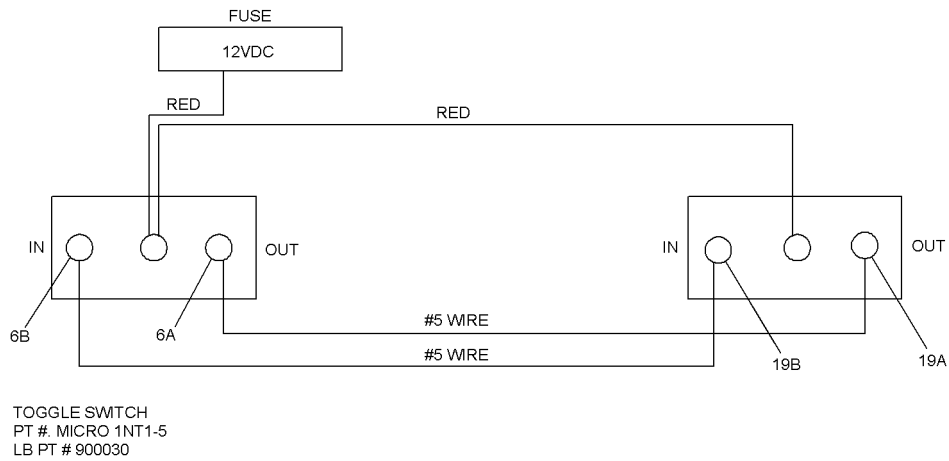 FUSE
12VDC
RED
RED
IN
OUT
IN
OUT
6B
6A
#5 WIRE
#5 WIRE
19B
19A
TOGGLE SWITCH
PT #. MICRO 1NT1-5
LB PT # 900030